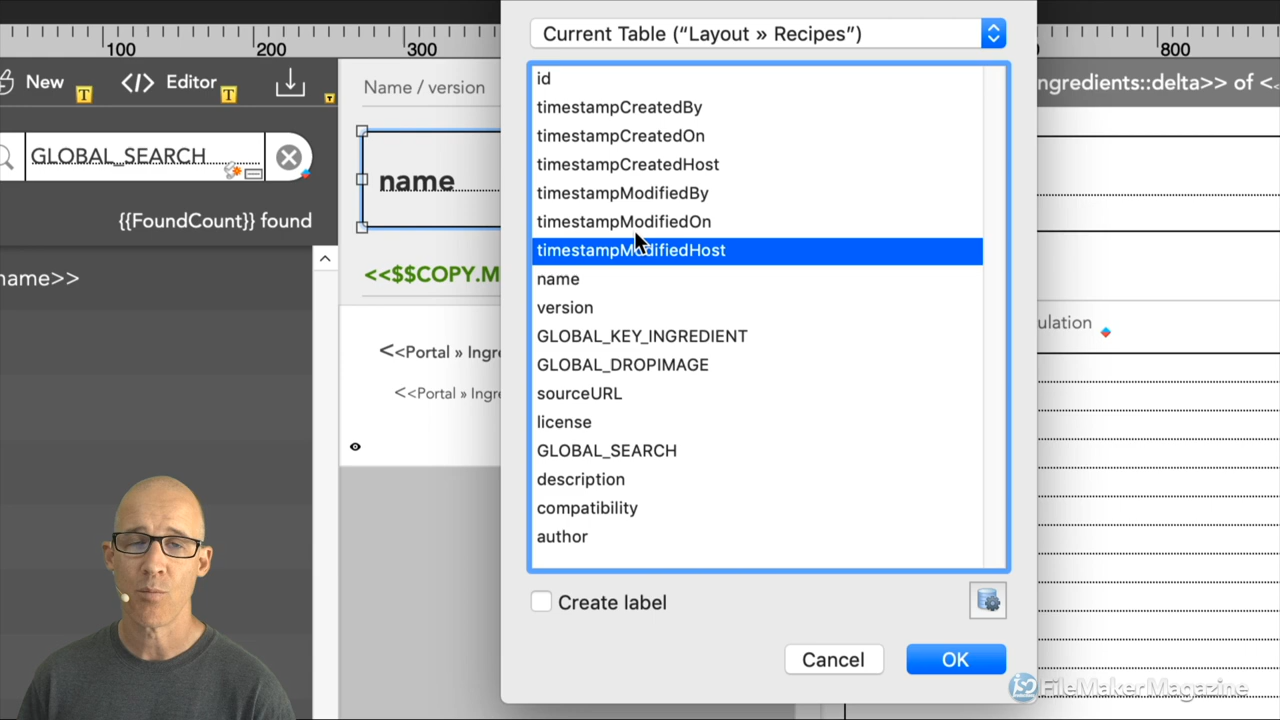 100
200
300
800
New
T
Editor
T
T
Name / version
GLOBAL_SEARCH
name
{{FoundCount}} found
<<$$COPY.M
name>>
<<Portal » Ingre
<<Portal » Ingre
Current Table (“Layout » Recipes”)
id
timestampCreatedBy
timestampCreatedOn
timestampCreatedHost
timestampModifiedBy
timestampModifiedOn
timestampModifiedHost
name
version
GLOBAL_KEY_INGREDIENT
GLOBAL_DROPIMAGE
sourceURL
license
GLOBAL_SEARCH
description
compatibility
author
Create label
Cancel
OK
ngredients::delta>> of <<
ulation
FileMakerMagazine